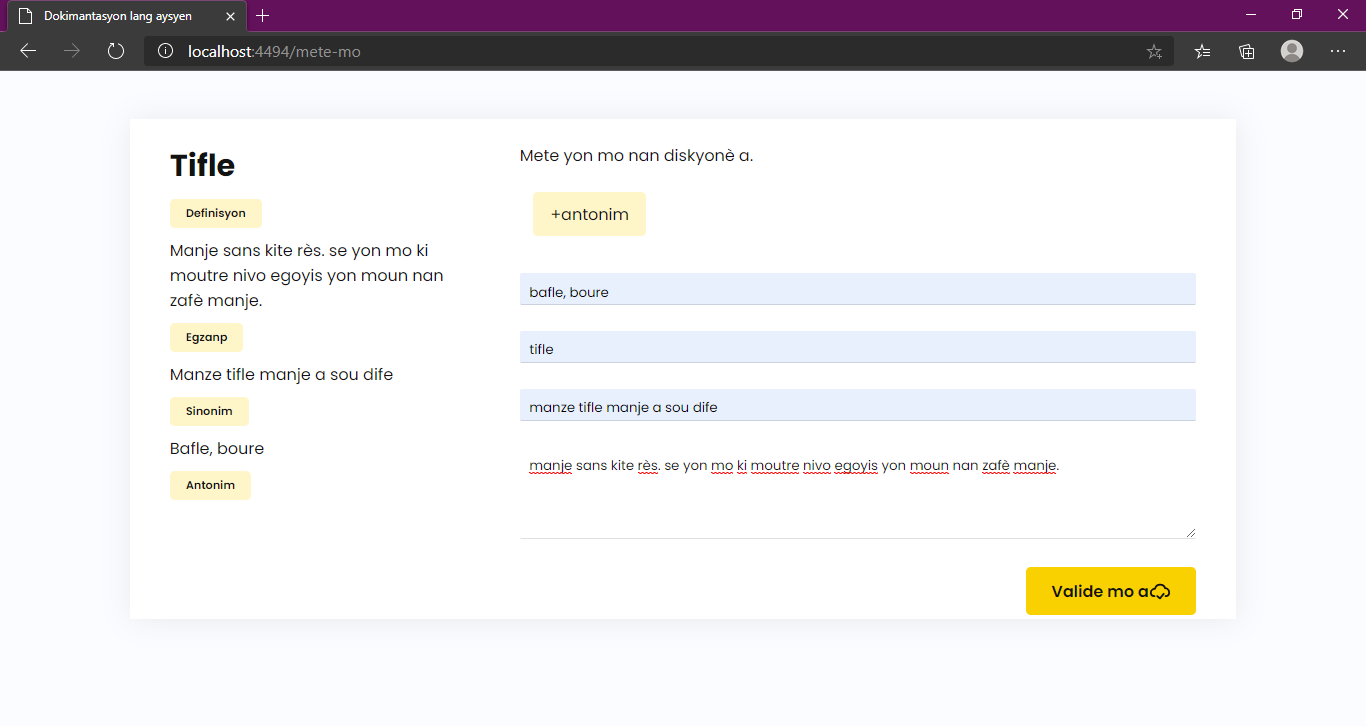 Dokimantasyon lang aysyen
localhost:4494/mete-mo
Tifle
Definisyon
Manje sans kite rès. se yon mo ki
moutre nivo egoyis yon moun nan
zafè manje.
Egzanp
Manze tifle manje a sou dife
Sinonim
Bafle, boure
Antonim
Mete yon mo nan diskyonè a.
+antonim
bafle, boure
tifle
manze tifle manje a sou dife
manje sans kite rès. se yon mo ki moutre nivo egoyis yon moun nan zafè manje.
Valide mo a